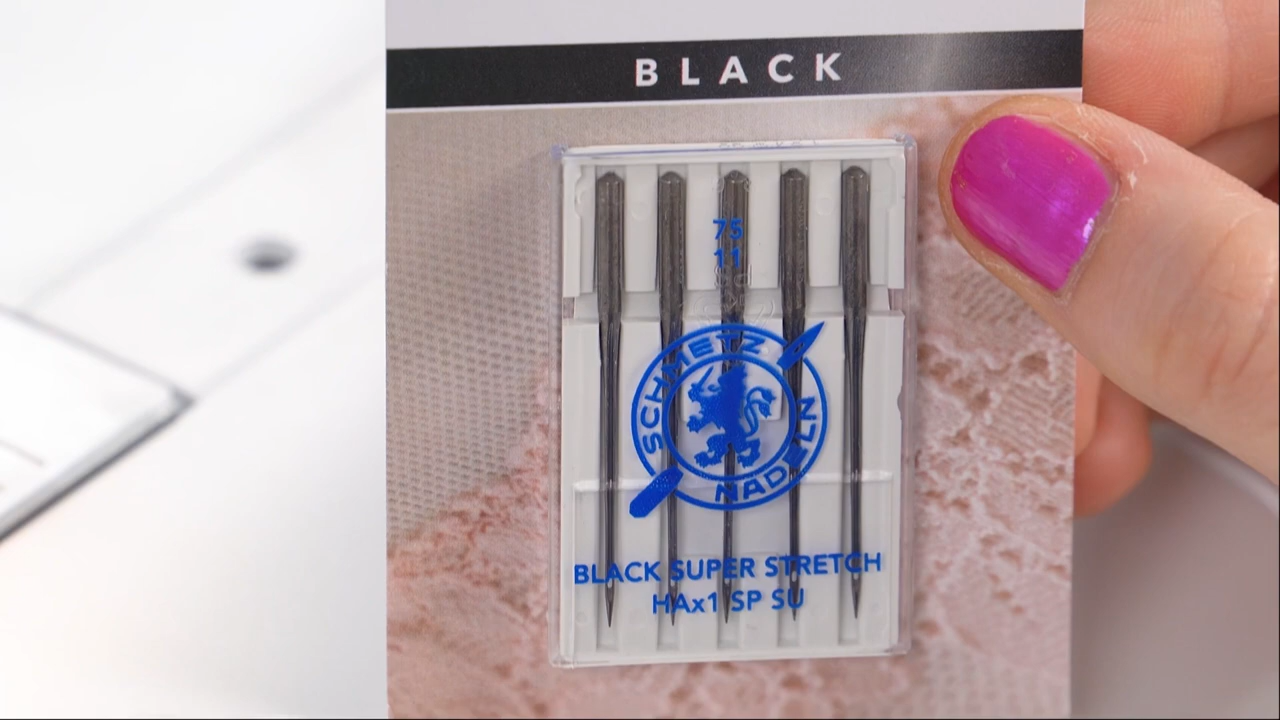 BLACK
75
11
SCHMETZ
NADELN
BLACK SUPER STRETCH
HAx1 SP SU